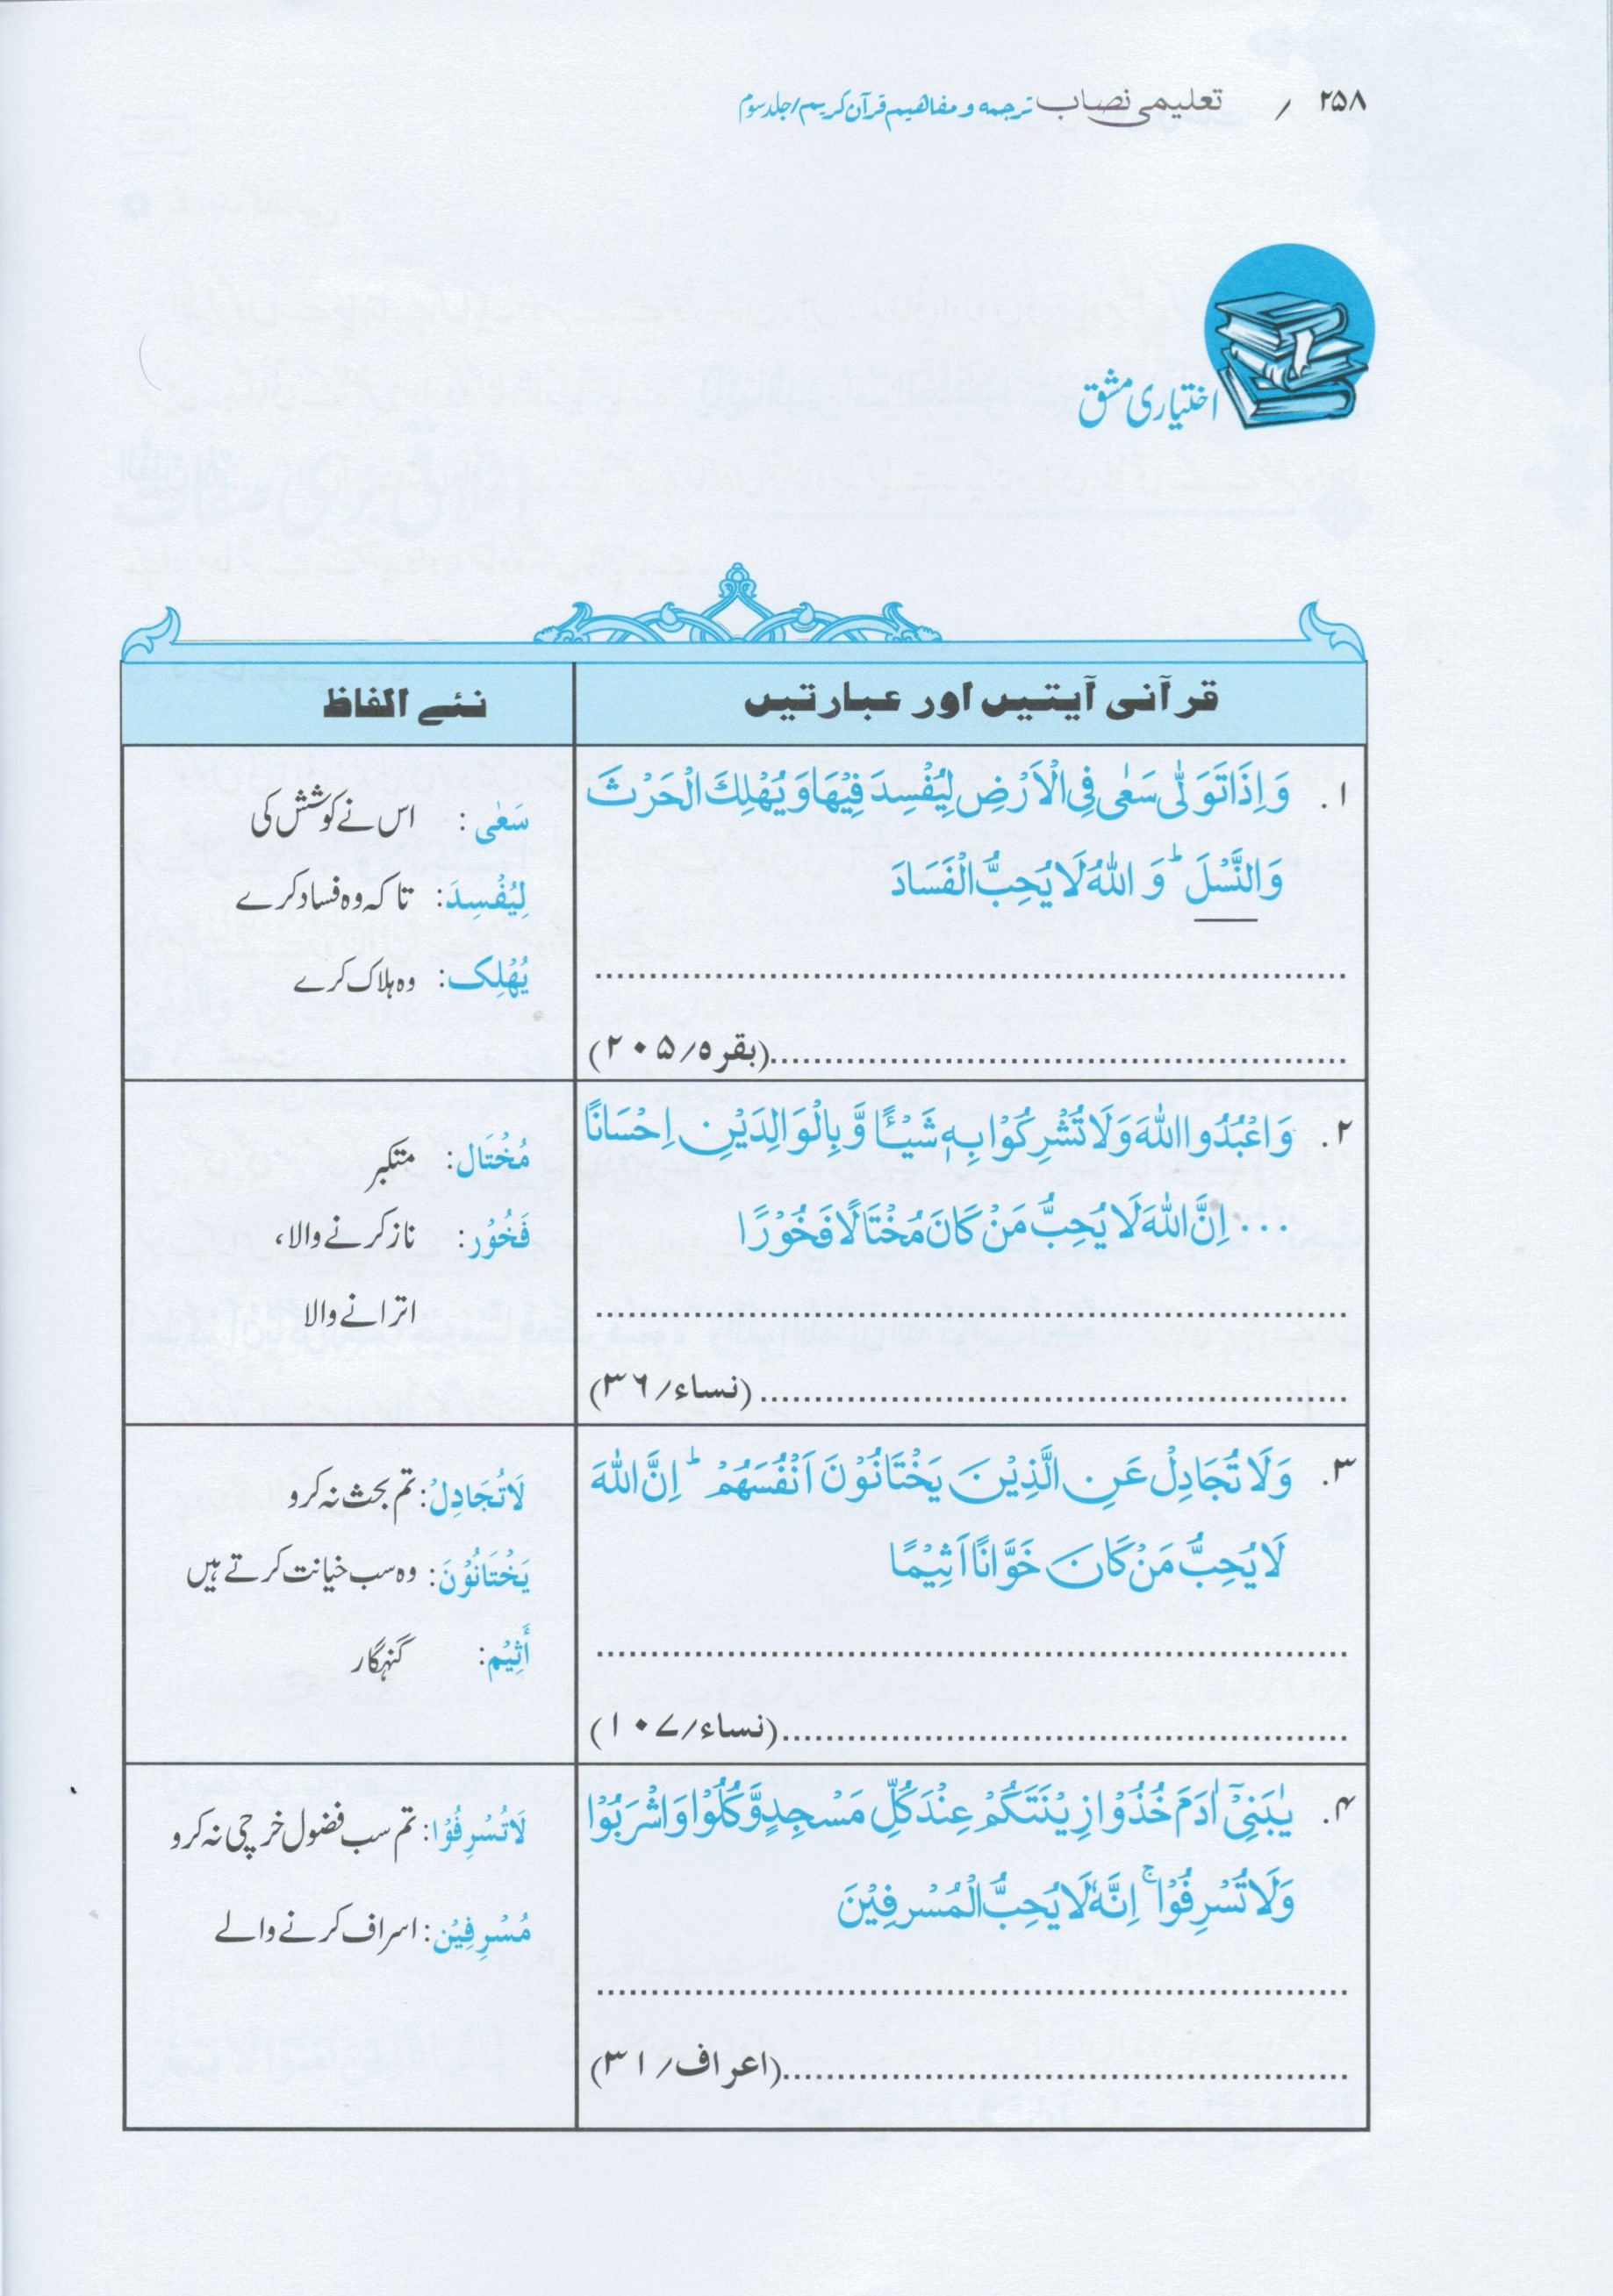 ۲۵۸ / تعلیمی نصاب ترجمہ و مفاهیم قرآن کریم/جلد سوم
اختیاری مشق
قرآنی آیتیں اور عبارتیں
نئے الفاظ
۱. وَاِذَا تَوَلّٰى سَعٰى فِى الْاَرْضِ لِيُفْسِدَ فِيْهَا وَيُهْلِكَ الْحَرْثَ
وَالنَّسْلَ ؕ وَ اللّٰهُ لَا يُحِبُّ الْفَسَادَ
................................................................
................................................(بقره/۲۰۵)
سَعٰى: اس نے کوشش کی
لِيُفْسِدَ: تا کہ وہ فساد کرے
يُهْلِک: وہ ہلاک کرے
۲. وَاعْبُدُوا اللّٰهَ وَلَا تُشْرِكُوْا بِهٖ شَيْـًٔا وَّ بِالْوَالِدَيْنِ اِحْسَانًا
... اِنَّ اللّٰهَ لَا يُحِبُّ مَنْ كَانَ مُخْتَالًا فَخُوْرًا
................................................................
................................................(نساء/۳۶)
مُخْتَال: متکبر
فَخُوْر: ناز کرنے والا،
اترانے والا
۳. وَلَا تُجَادِلْ عَنِ الَّذِيْنَ يَخْتَانُوْنَ اَنْفُسَهُمْ ؕ اِنَّ اللّٰهَ
لَا يُحِبُّ مَنْ كَانَ خَوَّانًا اَثِيْمًا
................................................................
................................................(نساء/۱۰۷)
لَاتُجَادِلْ: تم بحث نہ کرو
يَخْتَانُوْنَ: وہ سب خیانت کرتے ہیں
أَثِيْم: گنہگار
۴. يٰبَنِىْٓ اٰدَمَ خُذُوْا زِيْنَتَكُمْ عِنْدَ كُلِّ مَسْجِدٍ وَّكُلُوْا وَاشْرَبُوْا
وَلَا تُسْرِفُوْا ۚ اِنَّهٗ لَا يُحِبُّ الْمُسْرِفِيْنَ
................................................................
................................................(اعراف/۳۱)
لَاتُسْرِفُوْا: تم سب فضول خرچی نہ کرو
مُسْرِفِيْن: اسراف کرنے والے